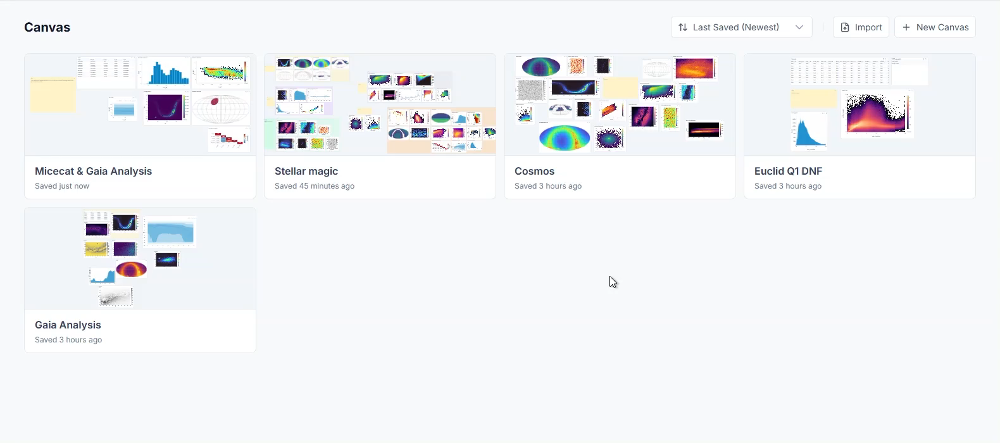 Canvas
Last Saved (Newest)
Import
New Canvas
Micecat & Gaia Analysis
Saved just now
Stellar magic
Saved 45 minutes ago
Cosmos
Saved 3 hours ago
Euclid Q1 DNF
Saved 3 hours ago
Gaia Analysis
Saved 3 hours ago